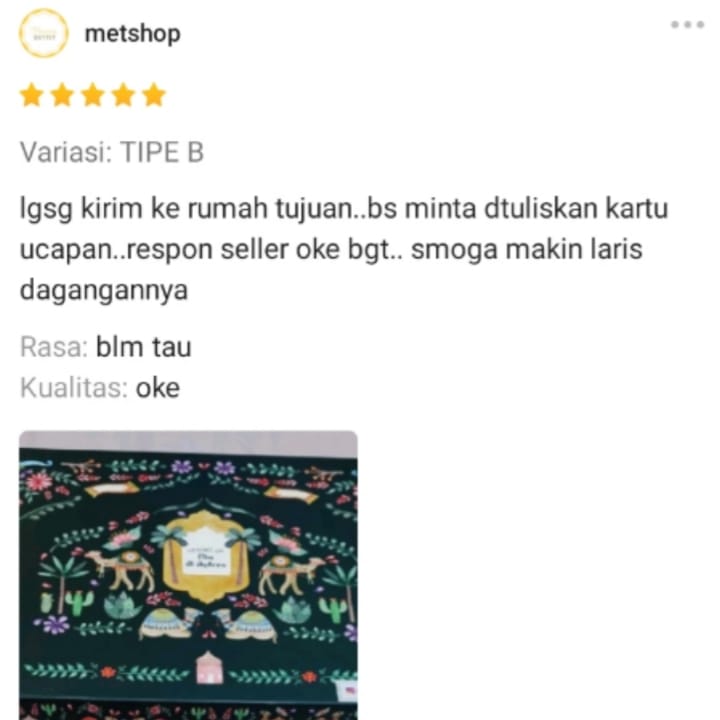 metshop
Variasi: TIPE B
lgsg kirim ke rumah tujuan..bs minta dtuliskan kartu
ucapan..respon seller oke bgt.. smoga makin laris
dagangannya
Rasa: blm tau
Kualitas: oke